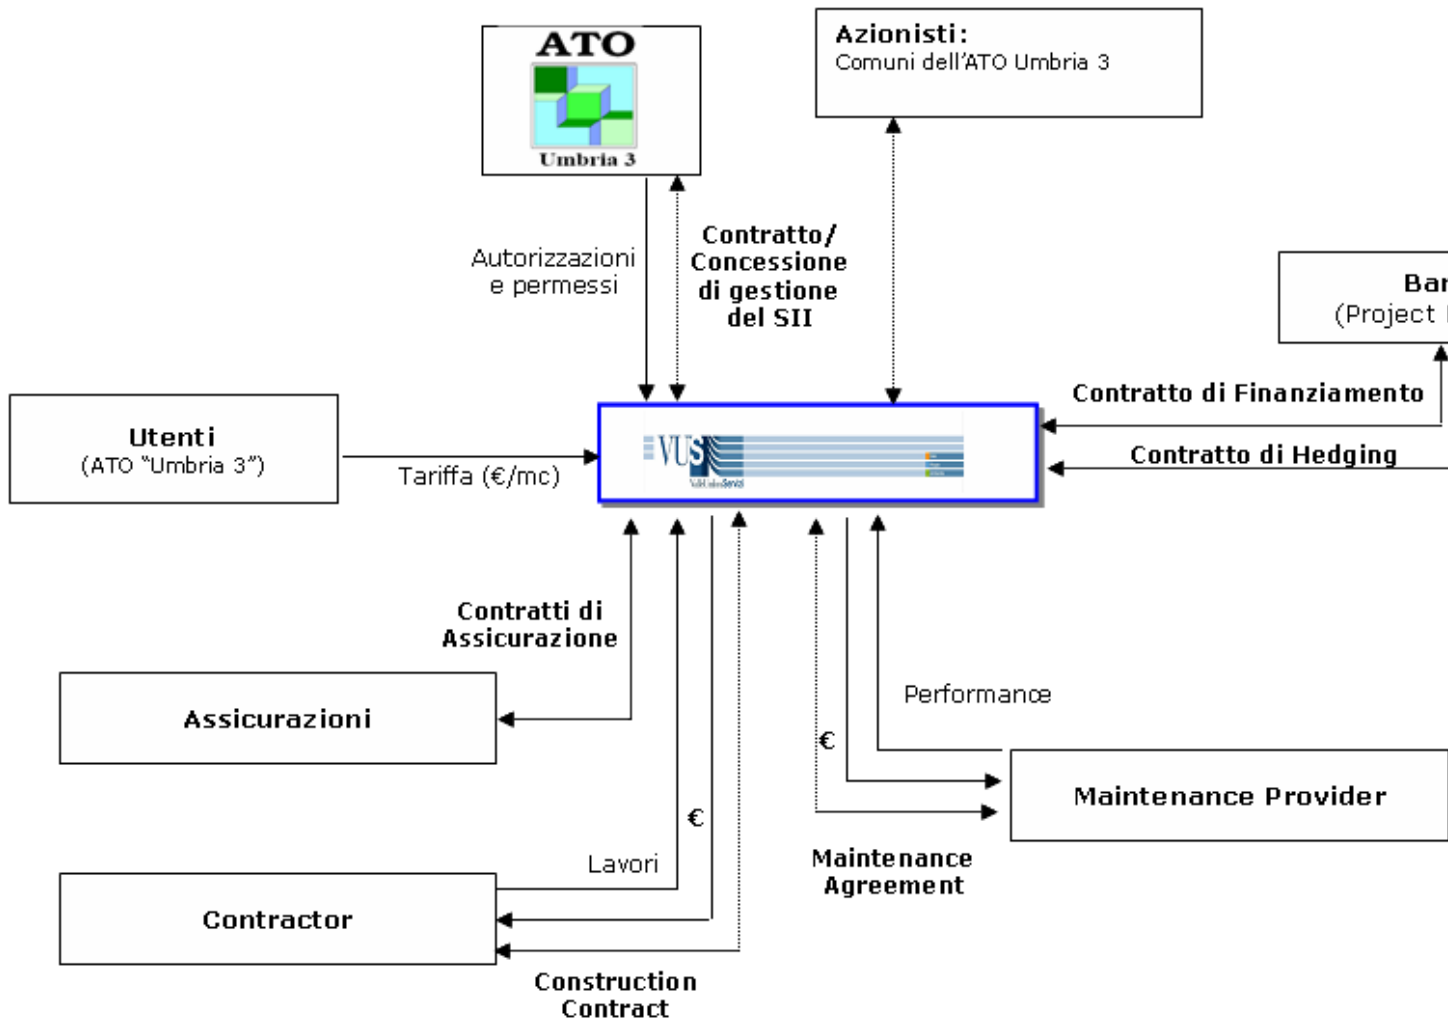 ATO
Umbria 3
Azionisti:
Comuni dell'ATO Umbria 3
Autorizzazioni
e permessi
Contratto/
Concessione
di gestione
del SII
Bar
(Project
Contratto di Finanziamento
Contratto di Hedging
Utenti
(ATO "Umbria 3")
Tariffa (€/mc)
VUS
Contratti di
Assicurazione
Assicurazioni
Performance
€
Maintenance Provider
€
Lavori
Maintenance
Agreement
Contractor
Construction
Contract